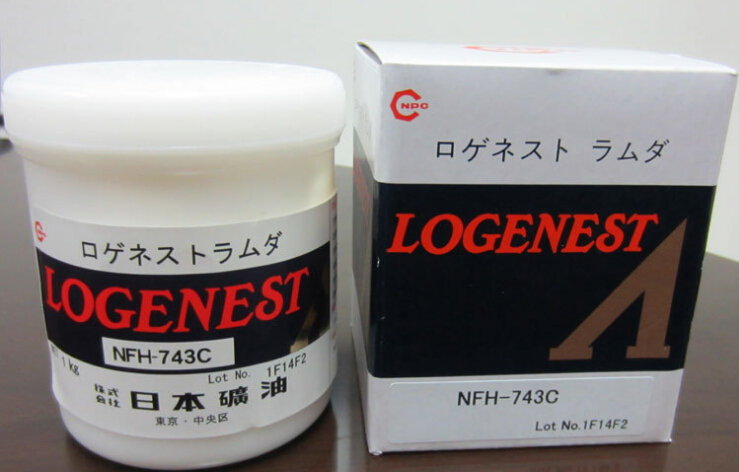 ロゲネストラムダ
LOGENEST
NFH-743C
Lot No. 1F14F2
1 kg
株式会社 日本礦油
東京・中央区
NPC
ロゲネスト ラムダ
LOGENEST
Λ
NFH-743C
Lot No.1F14F2